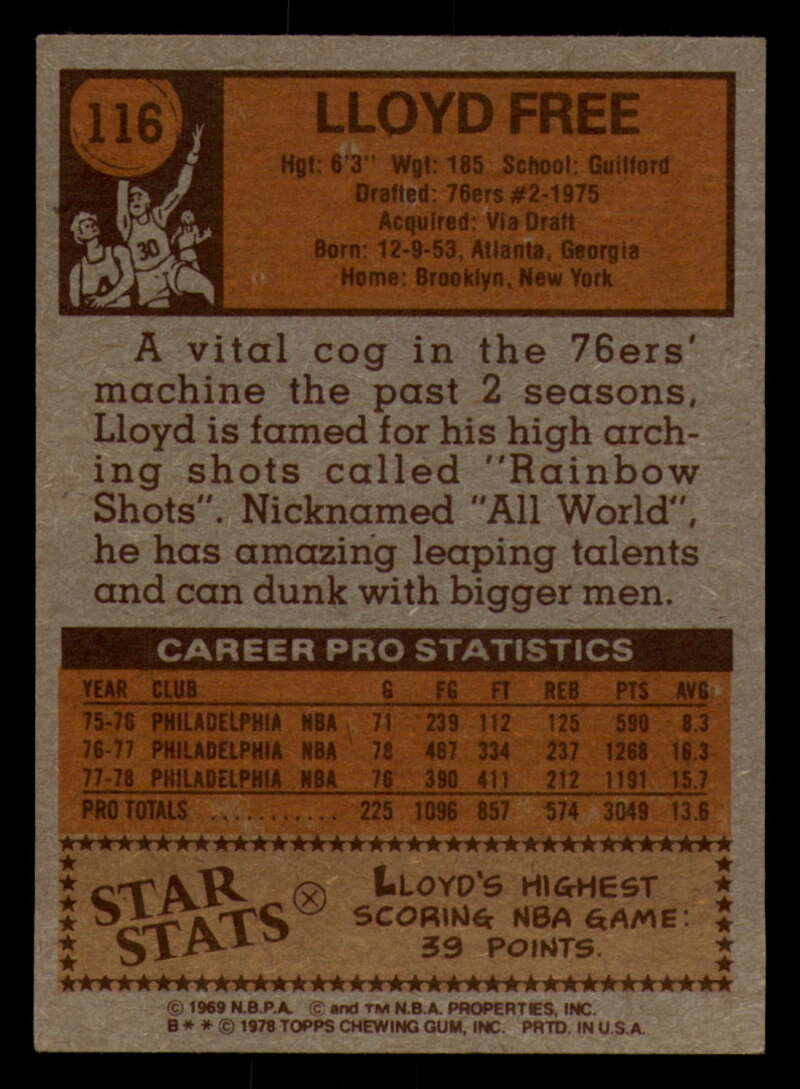 116
LLOYD FREE
Hgt: 6'3" Wgt: 185 School: Guilford
Drafted: 76ers #2-1975
Acquired: Via Draft
Born: 12-9-53, Atlanta, Georgia
Home: Brooklyn, New York
30
A vital cog in the 76ers'
machine the past 2 seasons,
Lloyd is famed for his high arch-
ing shots called "Rainbow
Shots". Nicknamed "All World",
he has amazing leaping talents
and can dunk with bigger men.
CAREER PRO STATISTICS
YEAR CLUB G FG FT REB PTS AVG
75-76 PHILADELPHIA NBA 71 239 112 125 590 8.3
76-77 PHILADELPHIA NBA 78 467 334 237 1268 16.3
77-78 PHILADELPHIA NBA 76 390 411 212 1191 15.7
PRO TOTALS ........... 225 1096 857 574 3049 13.6
STAR STATS
LLOYD'S HIGHEST
SCORING NBA GAME:
39 POINTS.
© 1969 N.B.P.A. © and TM N.B.A. PROPERTIES, INC.
B * * © 1978 TOPPS CHEWING GUM, INC. PRTD. IN U.S.A.